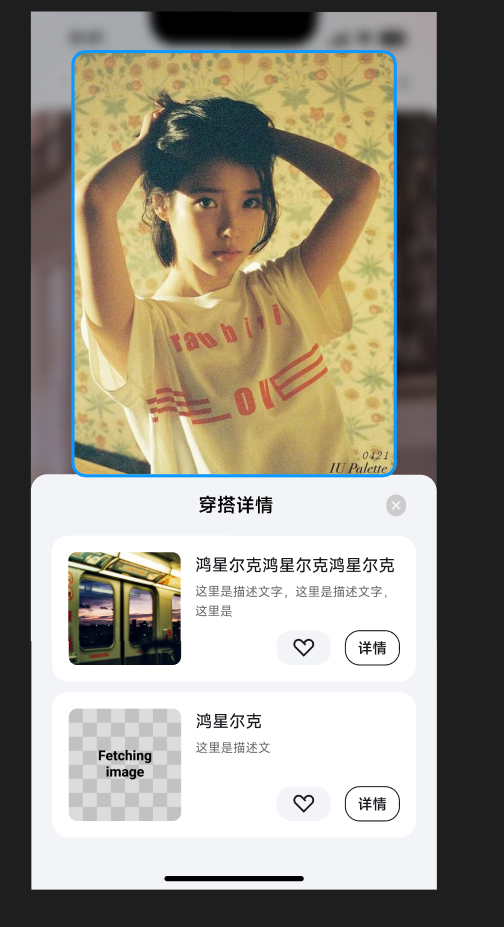 rabbit
LOVE
0421
IU Palette
穿搭详情
鸿星尔克鸿星尔克鸿星尔克
这里是描述文字，这里是描述文字，
这里是
详情
鸿星尔克
这里是描述文
Fetching
image
详情